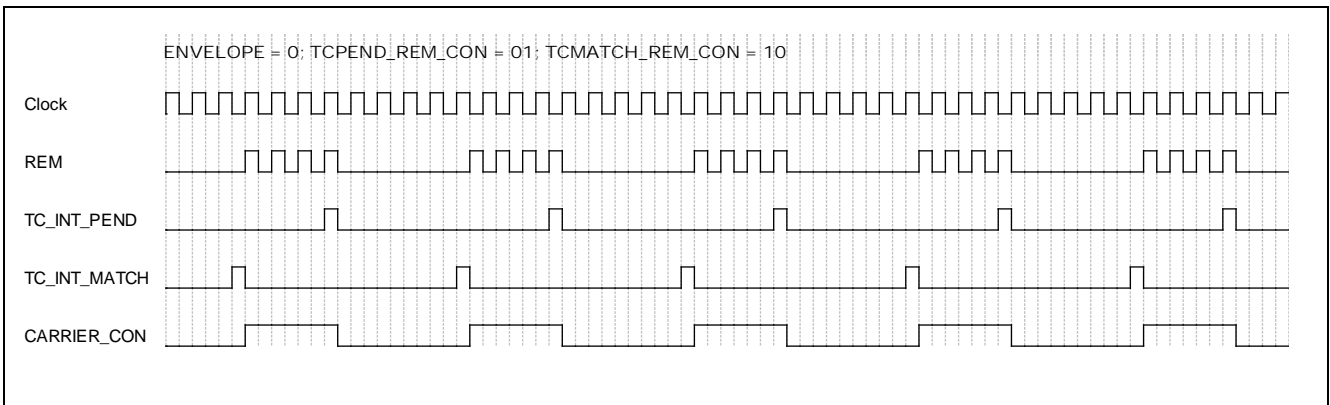 ENVELOPE = 0; TCPEND_REM_CON = 01; TCMATCH_REM_CON = 10
Clock
REM
TC_INT_PEND
TC_INT_MATCH
CARRIER_CON